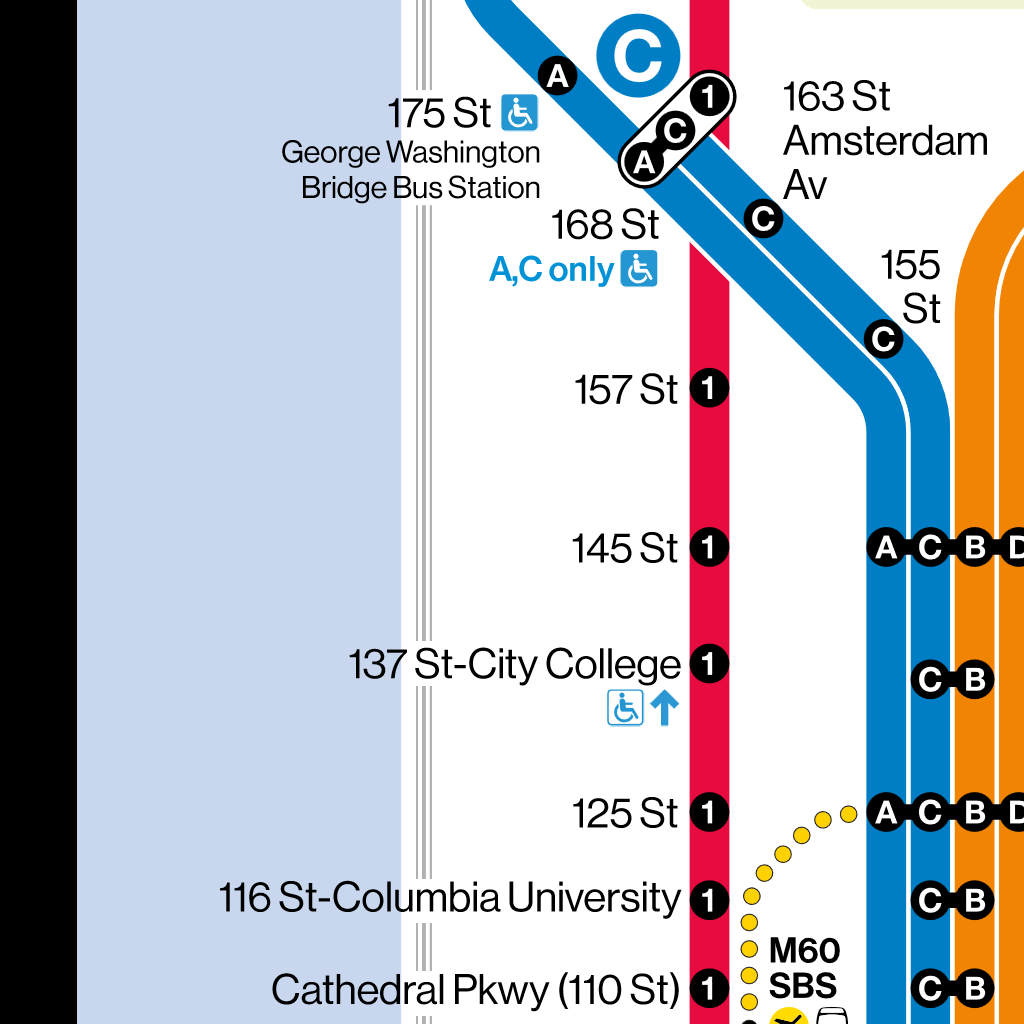 C
A
1
C
A
175 St
George Washington
Bridge Bus Station
163 St
Amsterdam
Av
C
168 St
A,C only
155
St
C
157 St 1
145 St 1 A C B D
137 St-City College 1
C B
125 St 1 A C B D
116 St-Columbia University 1 C B
M60
SBS
Cathedral Pkwy (110 St) 1 C B